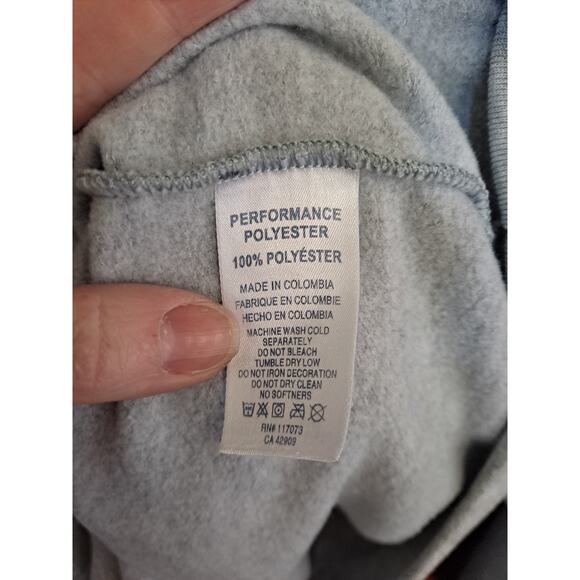 PERFORMANCE
POLYESTER
100% POLYÉSTER
MADE IN COLOMBIA
FABRIQUE EN COLOMBIE
HECHO EN COLOMBIA
MACHINE WASH COLD
SEPARATELY
DO NOT BLEACH
TUMBLE DRY LOW
DO NOT IRON DECORATION
DO NOT DRY CLEAN
NO SOFTNERS
RN# 117073
CA 42909